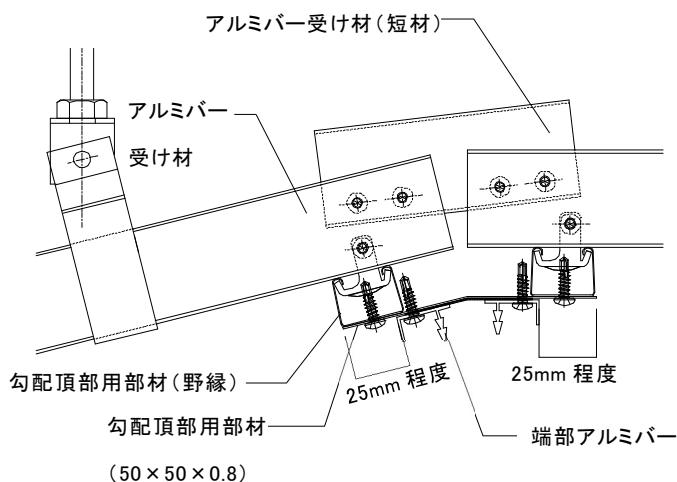 アルミバー受け材(短材)
アルミバー
受け材
勾配頂部用部材(野縁)
25mm 程度
25mm 程度
勾配頂部用部材
(50×50×0.8)
端部アルミバー